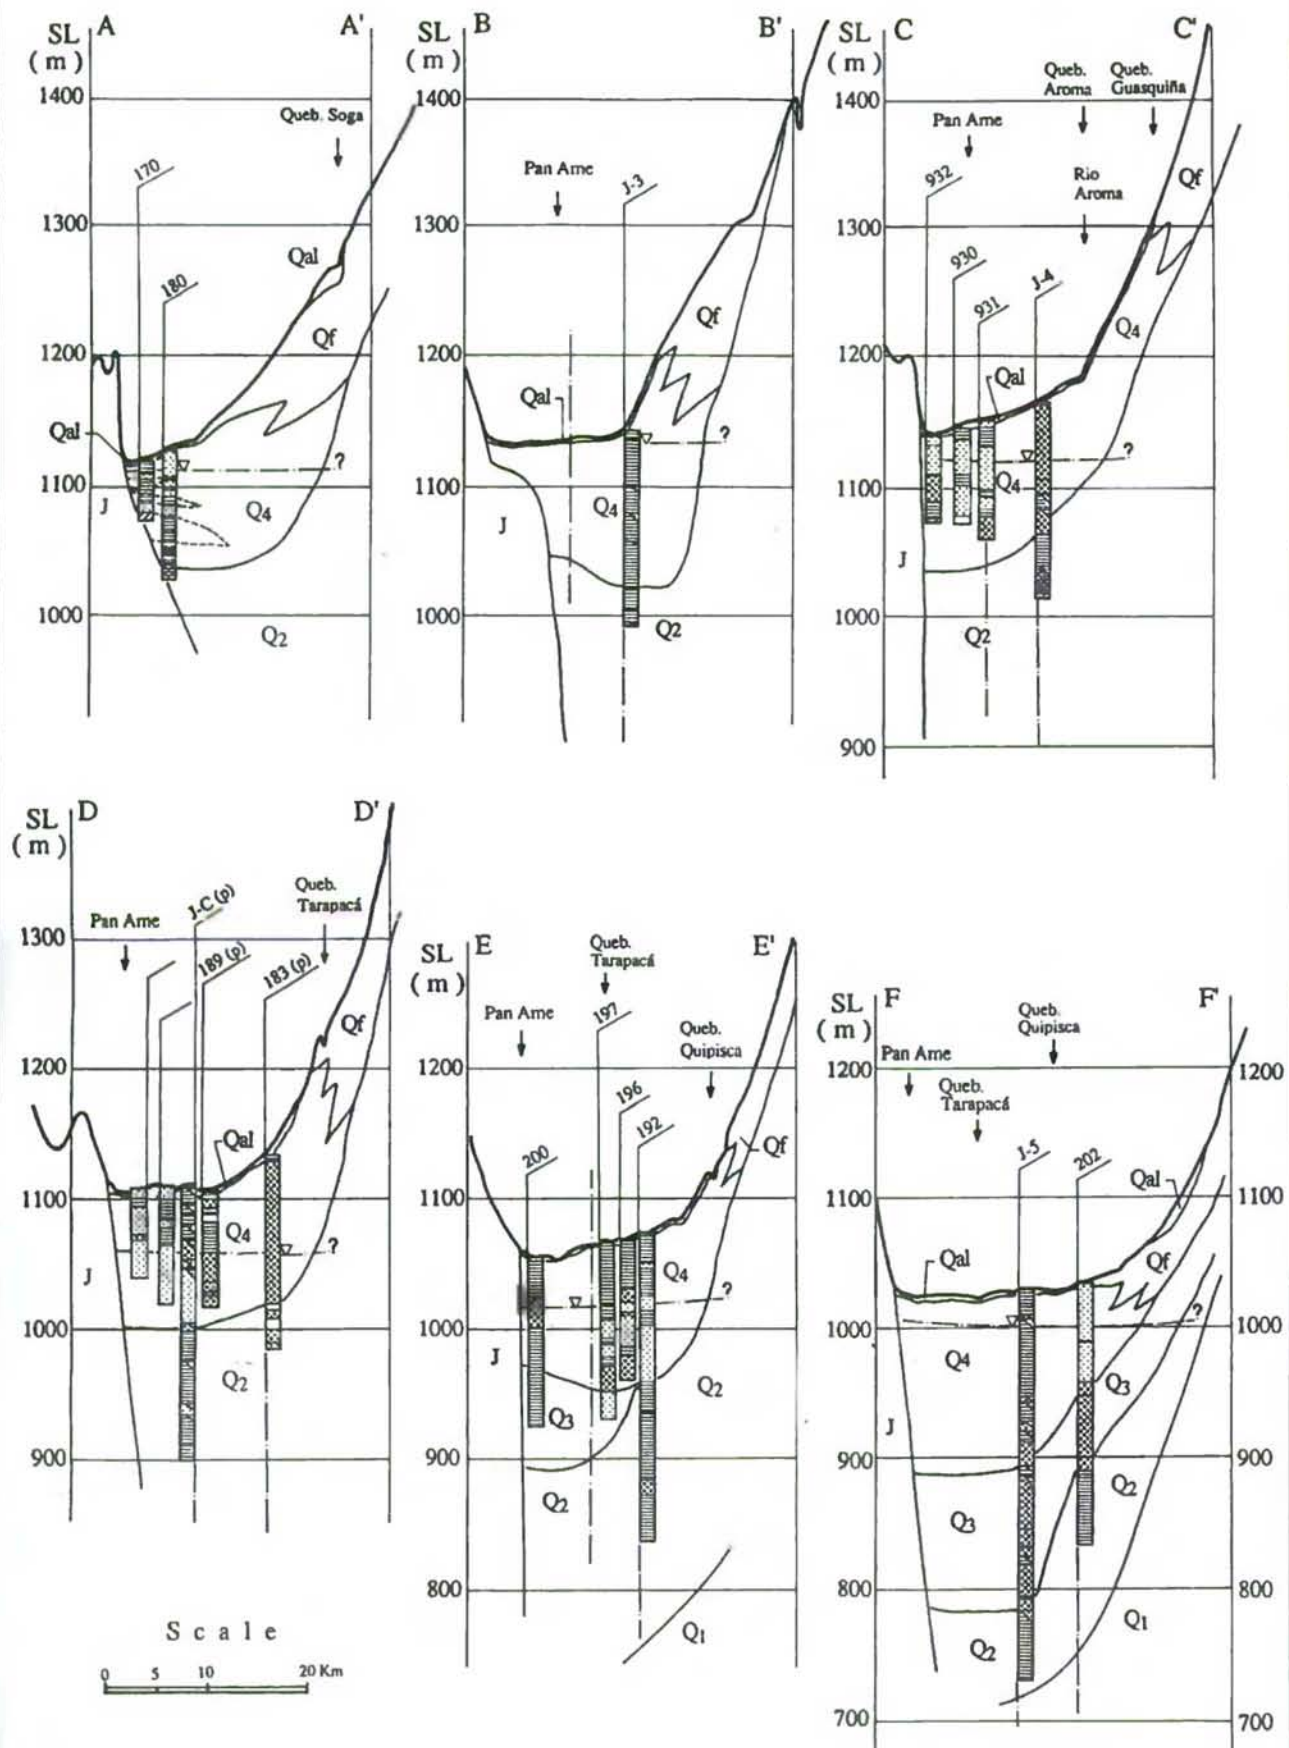 SL
(m)
A
A'
1400
Queb. Soga
170
1300
Qal
180
Qf
1200
Qal
?
1100
J
Q4
1000
Q2
SL
(m)
B
B'
1400
Pan Ame
J-3
1300
Qf
1200
Qal
?
1100
J
Q4
1000
Q2
SL
(m)
C
C'
Queb.
Aroma
Queb.
Guasquiña
1400
Pan Ame
932
Rio
Aroma
Qf
1300
930
931
J-4
Q4
1200
Qal
?
1100
Q4
J
1000
Q2
900
SL
(m)
D
D'
J-C (p)
Queb.
Tarapacá
Pan Ame
1300
189 (p)
183 (p)
Qf
1200
Qal
1100
Q4
?
J
1000
Q2
900
SL
(m)
E
E'
Queb.
Tarapacá
Pan Ame
197
Queb.
Quipisca
1200
196
192
200
Qf
1100
Q4
?
1000
J
Q2
Q3
900
Q2
800
Q1
SL
(m)
F
F'
Queb.
Quipisca
Pan Ame
1200
1200
Queb.
Tarapacá
J-5
202
Qal
1100
1100
Qal
Qf
?
1000
1000
Q4
Q3
J
900
900
Q2
Q3
800
800
Q1
Q2
700
700
Scale
0 5 10 20 Km